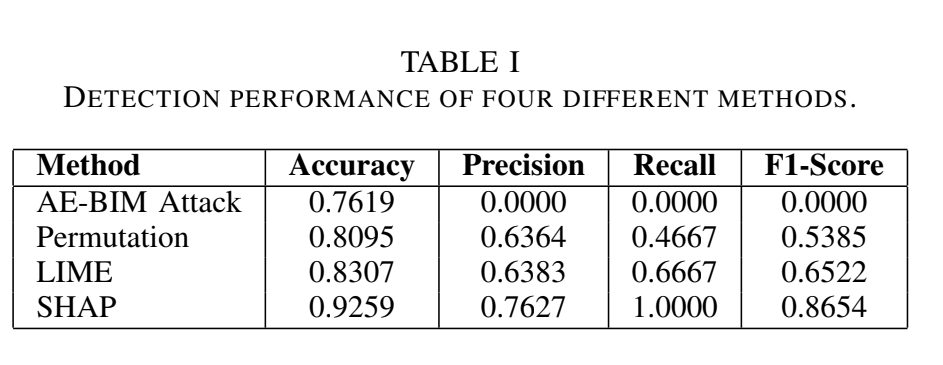 TABLE I
DETECTION PERFORMANCE OF FOUR DIFFERENT METHODS.
Method Accuracy Precision Recall F1-Score
AE-BIM Attack 0.7619 0.0000 0.0000 0.0000
Permutation 0.8095 0.6364 0.4667 0.5385
LIME 0.8307 0.6383 0.6667 0.6522
SHAP 0.9259 0.7627 1.0000 0.8654